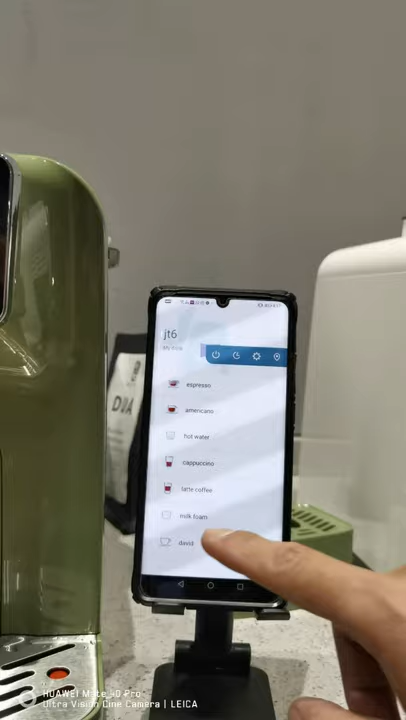 jt6
espresso
americano
hot water
cappuccino
latte coffee
milk foam
david
HUAWEI Mate 40 Pro
Ultra Vision Cine Camera | LEICA